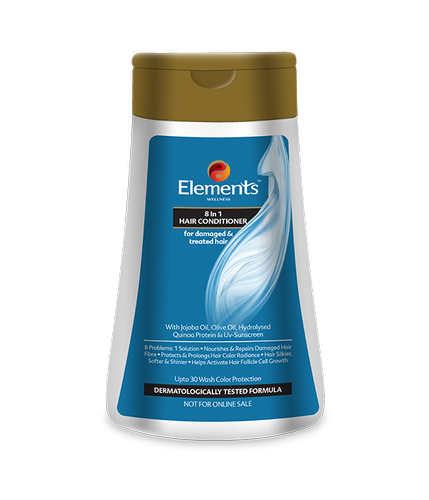 Elements™
WELLNESS
8 In 1
HAIR CONDITIONER
for damaged &
treated hair
With Jojoba Oil, Olive Oil, Hydrolysed
Quinoa Protein & Uv-Sunscreen
8 Problems: 1 Solution • Nourishes & Repairs Damaged Hair
Fibre • Protects & Prolongs Hair Color Radiance • Hair Silkier,
Softer & Shinier • Helps Activate Hair Follicle Cell Growth
Upto 30 Wash Color Protection
DERMATOLOGICALLY TESTED FORMULA
NOT FOR ONLINE SALE